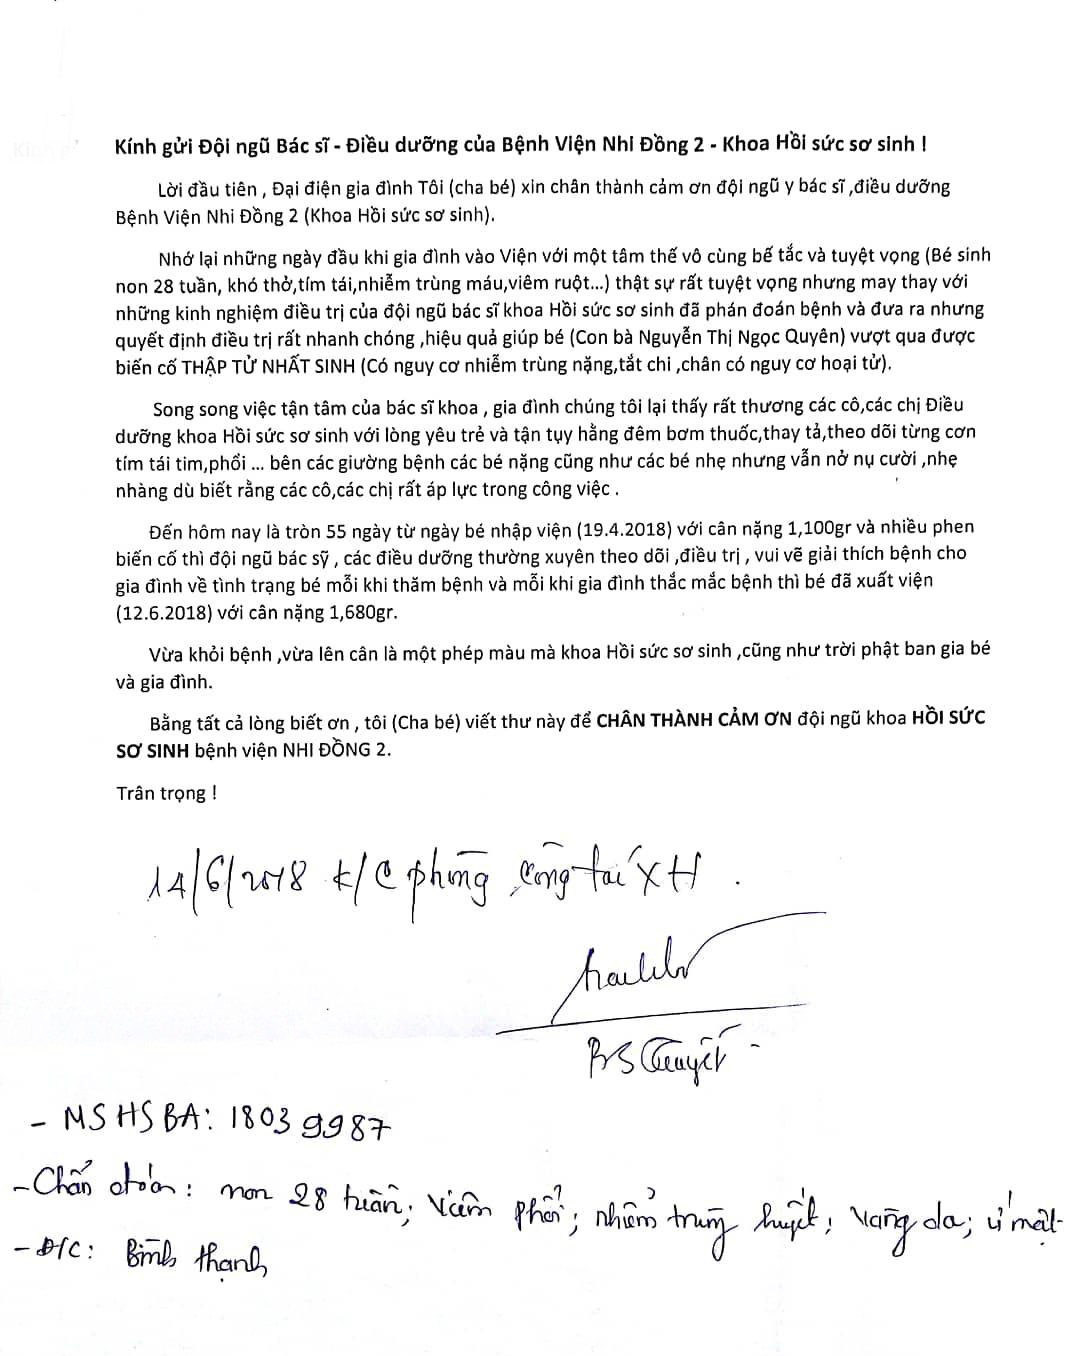 Kính gửi Đội ngũ Bác sĩ - Điều dưỡng của Bệnh Viện Nhi Đồng 2 - Khoa Hồi sức sơ sinh !
Lời đầu tiên , Đại điện gia đình Tôi (cha bé) xin chân thành cảm ơn đội ngũ y bác sĩ ,điều dưỡng
Bệnh Viện Nhi Đồng 2 (Khoa Hồi sức sơ sinh).
Nhớ lại những ngày đầu khi gia đình vào Viện với một tâm thế vô cùng bế tắc và tuyệt vọng (Bé sinh
non 28 tuần, khó thở,tím tái,nhiễm trùng máu,viêm ruột...) thật sự rất tuyệt vọng nhưng may thay với
những kinh nghiệm điều trị của đội ngũ bác sĩ khoa Hồi sức sơ sinh đã phán đoán bệnh và đưa ra nhưng
quyết định điều trị rất nhanh chóng ,hiệu quả giúp bé (Con bà Nguyễn Thị Ngọc Quyên) vượt qua được
biến cố THẬP TỬ NHẤT SINH (Có nguy cơ nhiễm trùng nặng,tắt chi ,chân có nguy cơ hoại tử).
Song song việc tận tâm của bác sĩ khoa , gia đình chúng tôi lại thấy rất thương các cô,các chị Điều
dưỡng khoa Hồi sức sơ sinh với lòng yêu trẻ và tận tụy hằng đêm bơm thuốc,thay tả,theo dõi từng cơn
tím tái tim,phổi ... bên các giường bệnh các bé nặng cũng như các bé nhẹ nhưng vẫn nở nụ cười ,nhẹ
nhàng dù biết rằng các cô,các chị rất áp lực trong công việc .
Đến hôm nay là tròn 55 ngày từ ngày bé nhập viện (19.4.2018) với cân nặng 1,100gr và nhiều phen
biến cố thì đội ngũ bác sỹ , các điều dưỡng thường xuyên theo dõi ,điều trị , vui vẽ giải thích bệnh cho
gia đình về tình trạng bé mỗi khi thăm bệnh và mỗi khi gia đình thắc mắc bệnh thì bé đã xuất viện
(12.6.2018) với cân nặng 1,680gr.
Vừa khỏi bệnh ,vừa lên cân là một phép màu mà khoa Hồi sức sơ sinh ,cũng như trời phật ban gia bé
và gia đình.
Bằng tất cả lòng biết ơn , tôi (Cha bé) viết thư này để CHÂN THÀNH CẢM ƠN đội ngũ khoa HỒI SỨC
SƠ SINH bệnh viện NHI ĐỒNG 2.
Trân trọng !
14/6/2018 K/C phòng công tác XH .
BS
- MSHSBA: 18039987
- Chẩn đoán : non 28 tuần; Viêm phổi; nhiễm trùng huyết; vàng da; ứ mật
- Đ/C : Bình thạnh